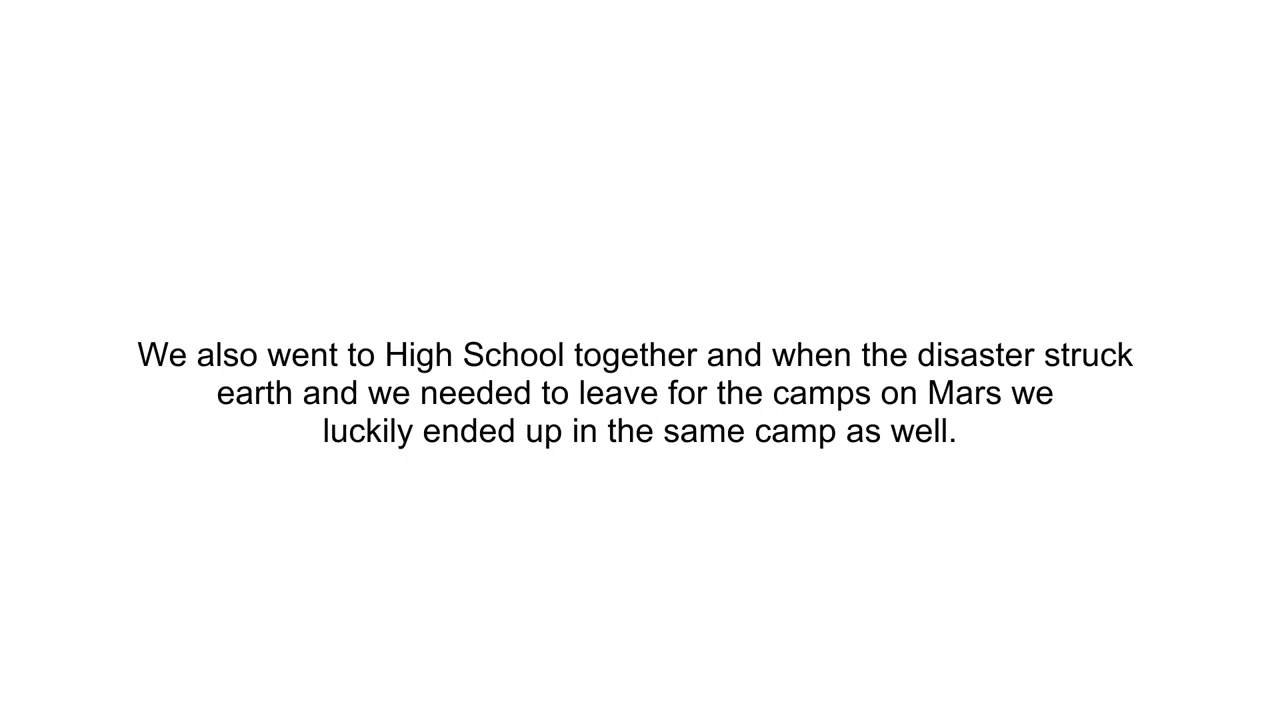 We also went to High School together and when the disaster struck
earth and we needed to leave for the camps on Mars we
luckily ended up in the same camp as well.